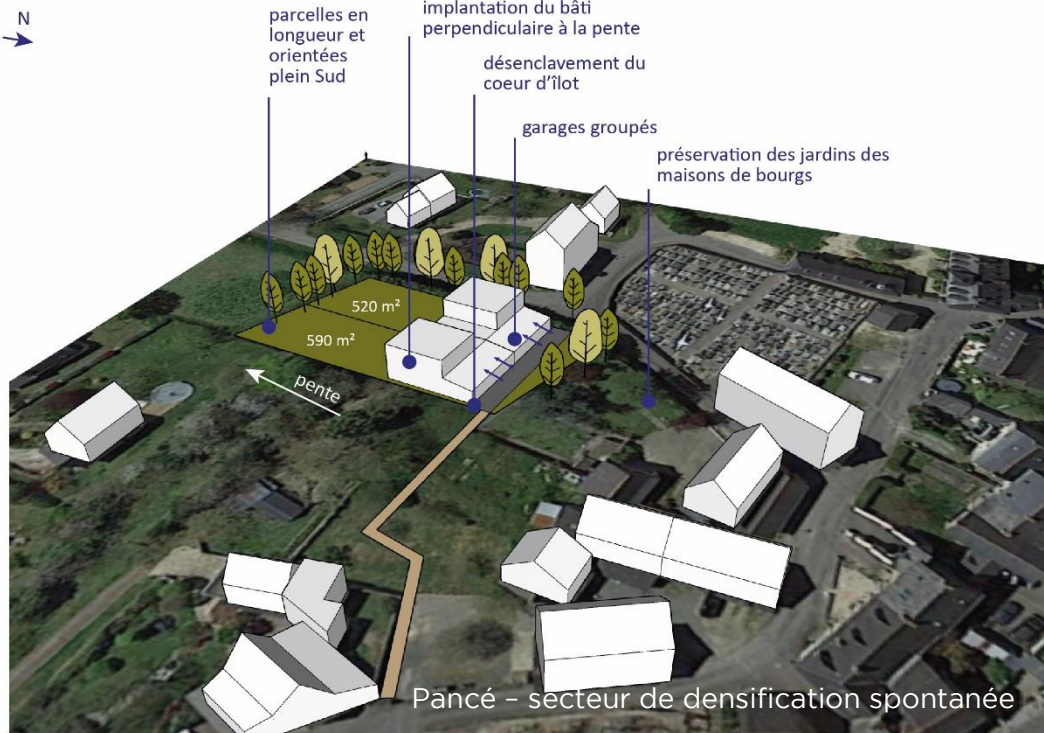 N
parcelles en
longueur et
orientées
plein Sud
implantation du bâti
perpendiculaire à la pente
désenclavement du
coeur d'îlot
garages groupés
préservation des jardins des
maisons de bourgs
520 m²
590 m²
pente
Pancé – secteur de densification spontanée